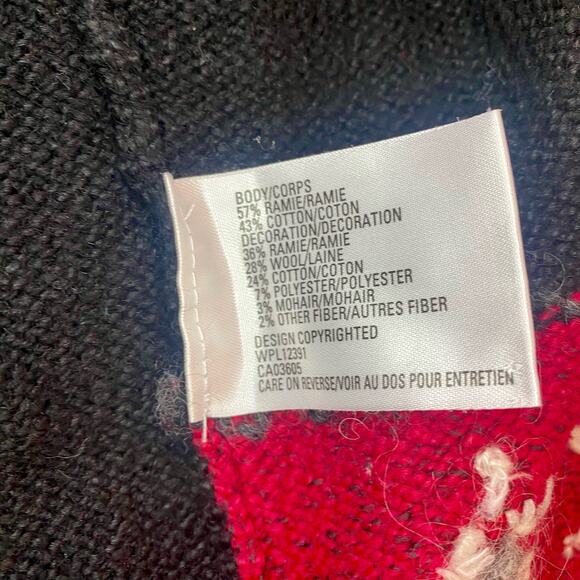 BODY/CORPS
57% RAMIE/RAMIE
43% COTTON/COTON
DECORATION/DECORATION
36% RAMIE/RAMIE
28% WOOL/LAINE
24% COTTON/COTON
7% POLYESTER/POLYESTER
3% MOHAIR/MOHAIR
2% OTHER FIBER/AUTRES FIBER
DESIGN COPYRIGHTED
WPL12391
CA03605
CARE ON REVERSE/VOIR AU DOS POUR ENTRETIEN